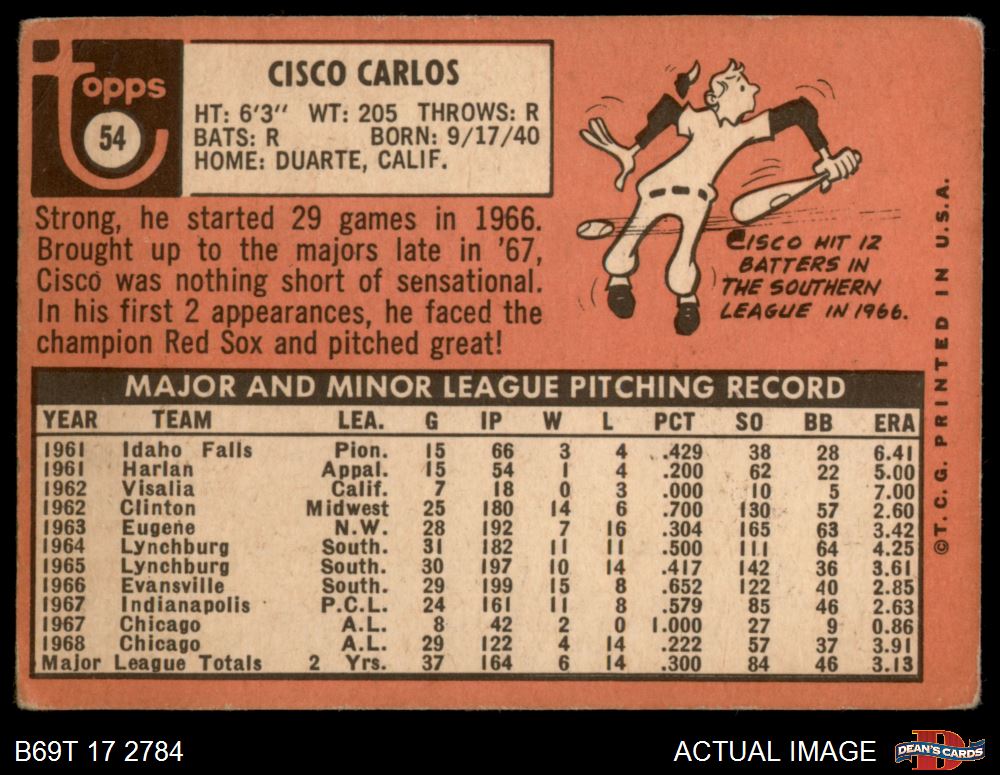 topps
54
CISCO CARLOS
HT: 6'3" WT: 205 THROWS: R
BATS: R BORN: 9/17/40
HOME: DUARTE, CALIF.
Strong, he started 29 games in 1966.
Brought up to the majors late in '67,
Cisco was nothing short of sensational.
In his first 2 appearances, he faced the
champion Red Sox and pitched great!
CISCO HIT 12
BATTERS IN
THE SOUTHERN
LEAGUE IN 1966.
©T.C.G. PRINTED IN U.S.A.
MAJOR AND MINOR LEAGUE PITCHING RECORD
YEAR TEAM LEA. G IP W L PCT SO BB ERA
1961 Idaho Falls Pion. 15 66 3 4 .429 38 28 6.41
1961 Harlan Appal. 15 54 1 4 .200 62 22 5.00
1962 Visalia Calif. 7 18 0 3 .000 10 5 7.00
1962 Clinton Midwest 25 180 14 6 .700 130 57 2.60
1963 Eugene N.W. 28 192 7 16 .304 165 63 3.42
1964 Lynchburg South. 31 182 11 11 .500 111 64 4.25
1965 Lynchburg South. 30 197 10 14 .417 142 36 3.61
1966 Evansville South. 29 199 15 8 .652 122 40 2.85
1967 Indianapolis P.C.L. 24 161 11 8 .579 85 46 2.63
1967 Chicago A.L. 8 42 2 0 1.000 27 9 0.86
1968 Chicago A.L. 29 122 4 14 .222 57 37 3.91
Major League Totals 2 Yrs. 37 164 6 14 .300 84 46 3.13
B69T 17 2784
ACTUAL IMAGE
DEAN'S CARDS